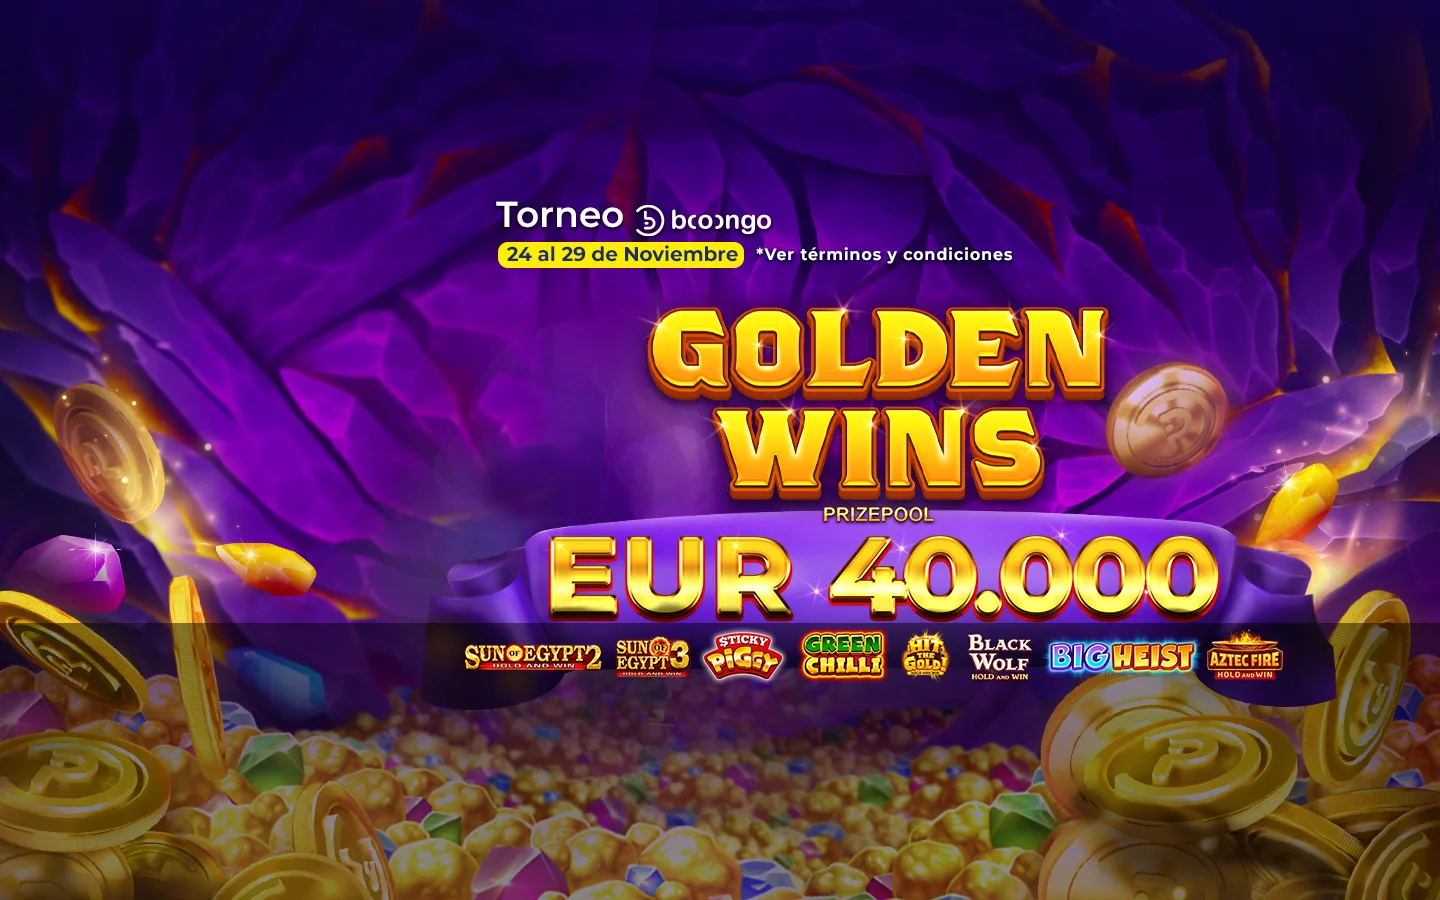 Torneo booongo
24 al 29 de Noviembre *Ver términos y condiciones
GOLDEN
WINS
PRIZEPOOL
EUR 40.000
SUN OF EGYPT 2 HOLD AND WIN
SUN OF EGYPT 3 HOLD AND WIN
STICKY PIGGY
GREEN CHILLI
HIT THE GOLD!
BLACK WOLF HOLD AND WIN
BIG HEIST
AZTEC FIRE HOLD AND WIN